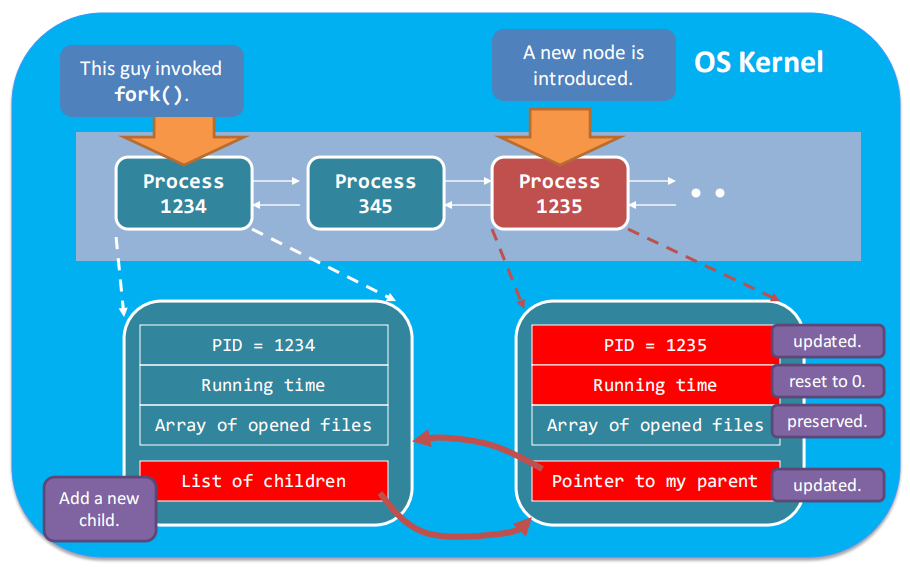 This guy invoked
fork().
A new node is
introduced.
OS Kernel
Process
1234
Process
345
Process
1235
PID = 1234
Running time
Array of opened files
List of children
Add a new
child.
PID = 1235
updated.
Running time
reset to 0.
Array of opened files
preserved.
Pointer to my parent
updated.